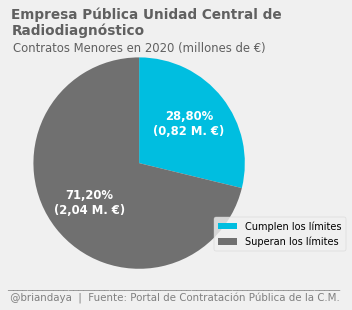 Empresa Pública Unidad Central de
Radiodiagnóstico
Contratos Menores en 2020 (millones de €)
28,80%
(0,82 M. €)
71,20%
(2,04 M. €)
Cumplen los límites
Superan los límites
@briandaya | Fuente: Portal de Contratación Pública de la C.M.